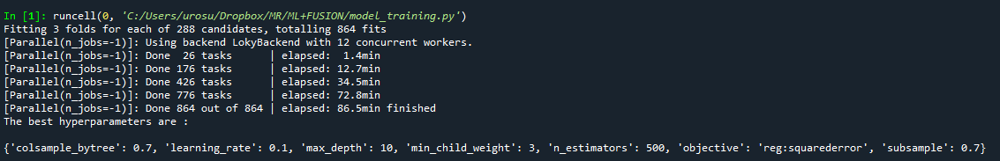 In [1]: runcell(0, 'C:/Users/urosu/Dropbox/MR/ML+FUSION/model_training.py')
Fitting 3 folds for each of 288 candidates, totalling 864 fits
[Parallel(n_jobs=-1)]: Using backend LokyBackend with 12 concurrent workers.
[Parallel(n_jobs=-1)]: Done  26 tasks      | elapsed:  1.4min
[Parallel(n_jobs=-1)]: Done 176 tasks      | elapsed: 12.7min
[Parallel(n_jobs=-1)]: Done 426 tasks      | elapsed: 34.5min
[Parallel(n_jobs=-1)]: Done 776 tasks      | elapsed: 72.8min
[Parallel(n_jobs=-1)]: Done 864 out of 864 | elapsed: 86.5min finished
The best hyperparameters are :
{'colsample_bytree': 0.7, 'learning_rate': 0.1, 'max_depth': 10, 'min_child_weight': 3, 'n_estimators': 500, 'objective': 'reg:squarederror', 'subsample': 0.7}